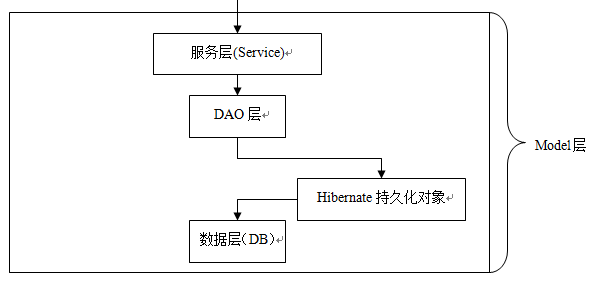 服务层(Service)
DAO 层
Model层
Hibernate 持久化对象
数据层（DB）